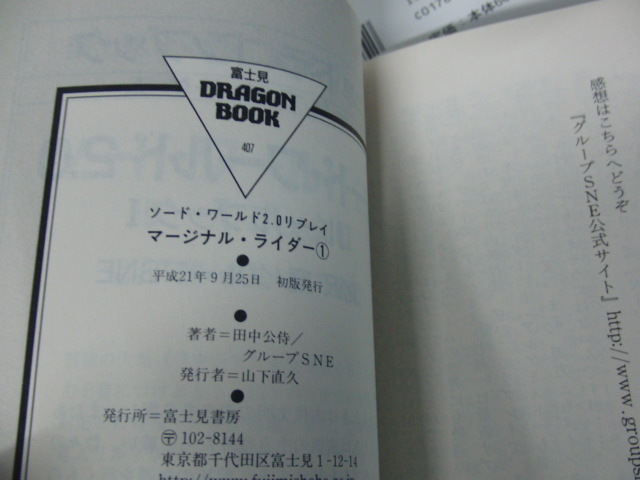 富士見
DRAGON
BOOK
407
ソード・ワールド2.0リプレイ
マージナル・ライダー①
平成21年9月25日 初版発行
著者＝田中公侍／
グループSNE
発行者＝山下直久
発行所＝富士見書房
〒102-8144
東京都千代田区富士見1-12-14
感想はこちらへどうぞ
『グループSNE公式サイト』http://www.groups